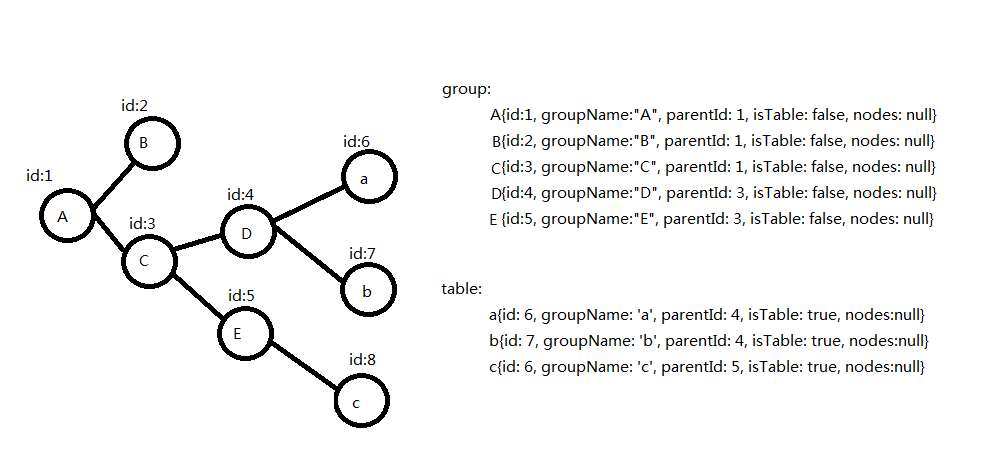 id:2
id:6
id:1
id:4
id:3
id:7
id:5
id:8
A
B
C
D
E
a
b
c
group:
A{id:1, groupName:"A", parentId: 1, isTable: false, nodes: null}
B{id:2, groupName:"B", parentId: 1, isTable: false, nodes: null}
C{id:3, groupName:"C", parentId: 1, isTable: false, nodes: null}
D{id:4, groupName:"D", parentId: 3, isTable: false, nodes: null}
E {id:5, groupName:"E", parentId: 3, isTable: false, nodes: null}
table:
a{id: 6, groupName: 'a', parentId: 4, isTable: true, nodes:null}
b{id: 7, groupName: 'b', parentId: 4, isTable: true, nodes:null}
c{id: 6, groupName: 'c', parentId: 5, isTable: true, nodes:null}